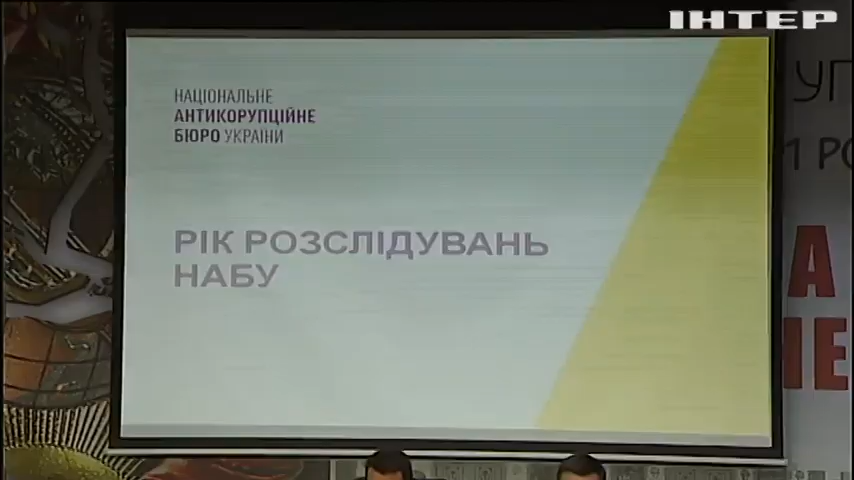 ІНТЕР
НАЦІОНАЛЬНЕ
АНТИКОРУПЦІЙНЕ
БЮРО УКРАЇНИ
РІК РОЗСЛІДУВАНЬ
НАБУ